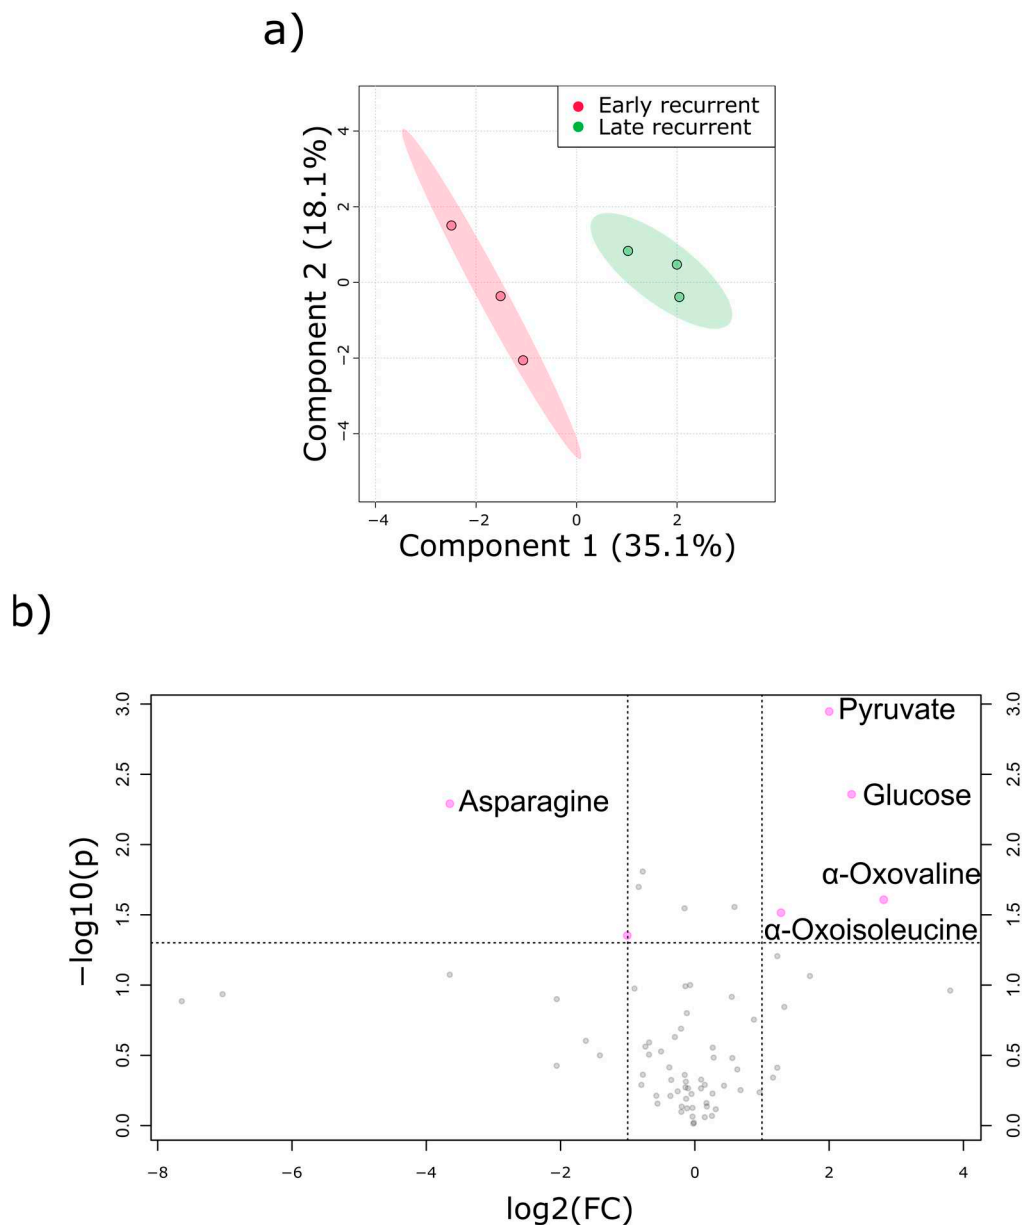 a)
Early recurrent
Late recurrent
Component 2 (18.1%)
4
2
0
−2
−4
−4
−2
0
2
Component 1 (35.1%)
b)
−log10(p)
3.0
2.5
2.0
1.5
1.0
0.5
0.0
Pyruvate
Asparagine
Glucose
α-Oxovaline
α-Oxoisoleucine
3.0
2.5
2.0
1.5
1.0
0.5
0.0
−8
−6
−4
−2
0
2
4
log2(FC)